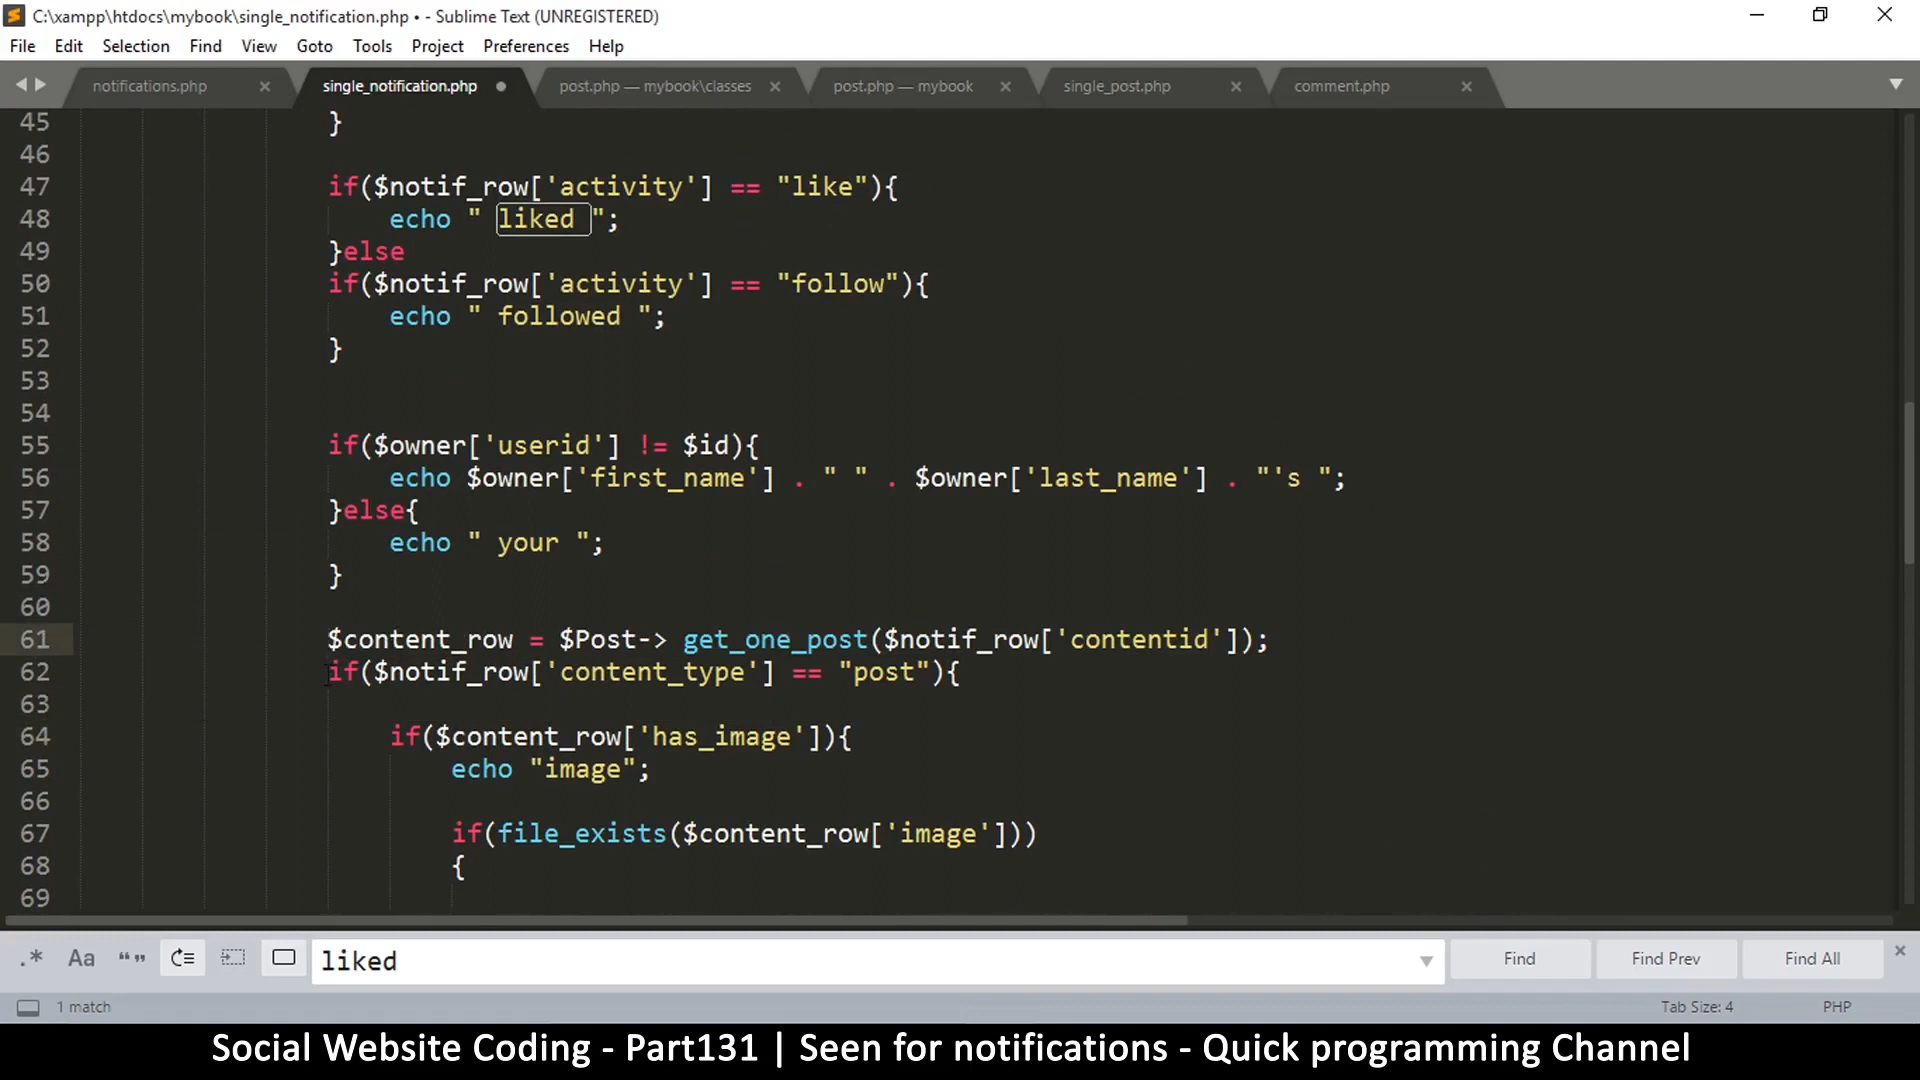 C:\xampp\htdocs\mybook\single_notification.php • - Sublime Text (UNREGISTERED)
File Edit Selection Find View Goto Tools Project Preferences Help
notifications.php single_notification.php post.php — mybook\classes post.php — mybook single_post.php comment.php
45 }
46
47 if($notif_row['activity'] == "like"){
48 echo " liked ";
49 }else
50 if($notif_row['activity'] == "follow"){
51 echo " followed ";
52 }
53
54
55 if($owner['userid'] != $id){
56 echo $owner['first_name'] . " " . $owner['last_name'] . "'s ";
57 }else{
58 echo " your ";
59 }
60
61 $content_row = $Post-> get_one_post($notif_row['contentid']);
62 if($notif_row['content_type'] == "post"){
63
64 if($content_row['has_image']){
65 echo "image";
66
67 if(file_exists($content_row['image']))
68 {
69
.* Aa “” liked Find Find Prev Find All
1 match Tab Size: 4 PHP
Social Website Coding - Part131 | Seen for notifications - Quick programming Channel